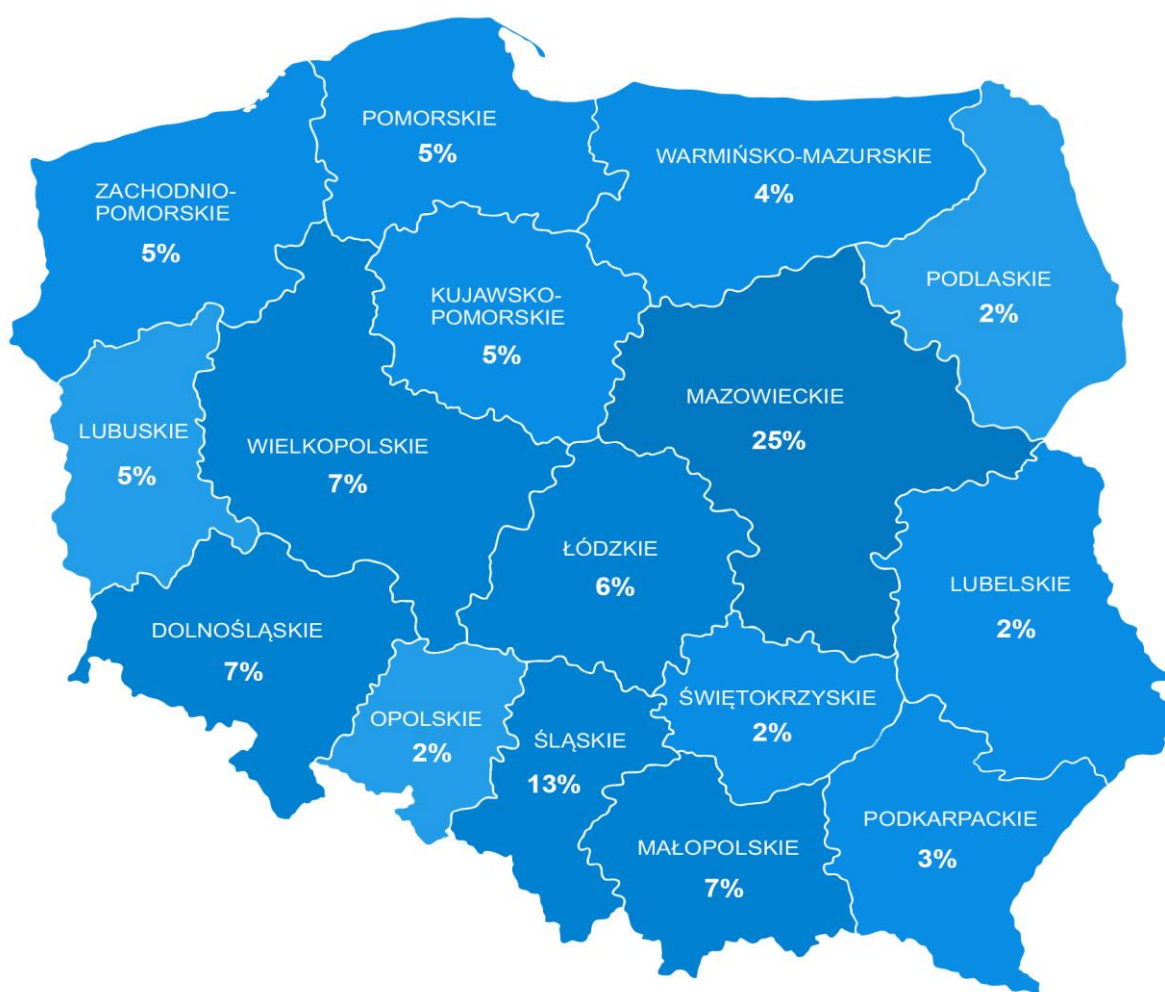 POMORSKIE
5%
WARMIŃSKO-MAZURSKIE
4%
ZACHODNIO-
POMORSKIE
5%
PODLASKIE
2%
KUJAWSKO-
POMORSKIE
5%
MAZOWIECKIE
25%
LUBUSKIE
5%
WIELKOPOLSKIE
7%
ŁÓDZKIE
6%
LUBELSKIE
2%
DOLNOŚLĄSKIE
7%
OPOLSKIE
2%
ŚLĄSKIE
13%
ŚWIĘTOKRZYSKIE
2%
MAŁOPOLSKIE
7%
PODKARPACKIE
3%